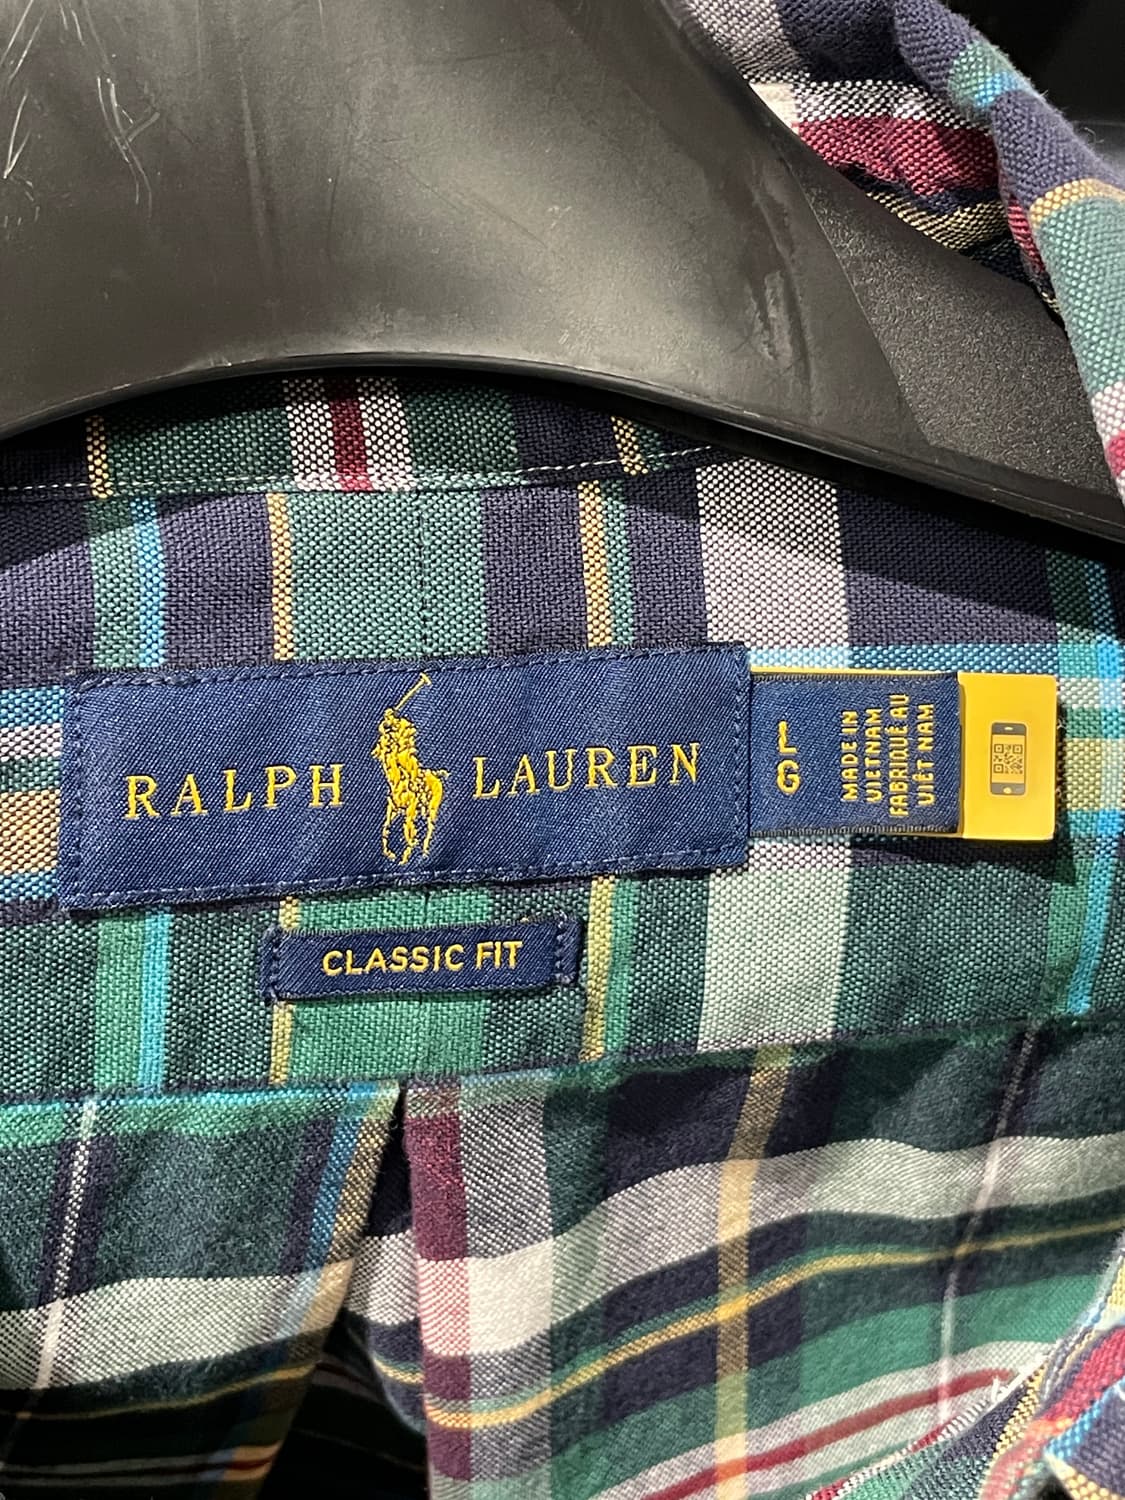 RALPH LAUREN
CLASSIC FIT
L
G
MADE IN
VIETNAM
FABRIQUÉ AU
VIÊT NAM